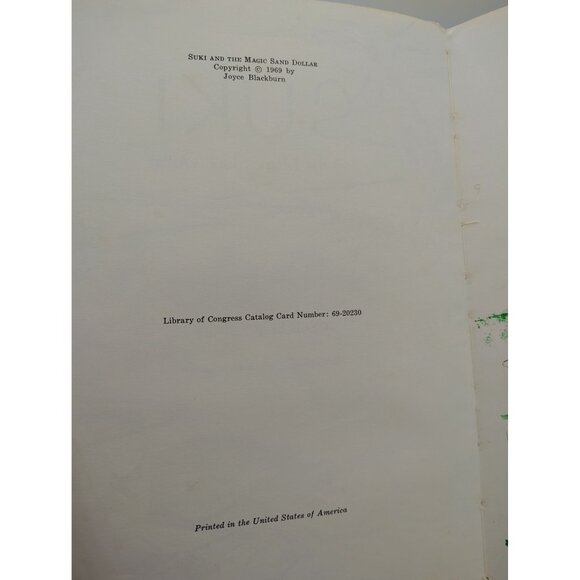 SUKI AND THE MAGIC SAND DOLLAR
Copyright © 1969 by
Joyce Blackburn
Library of Congress Catalog Card Number: 69-20230
Printed in the United States of America